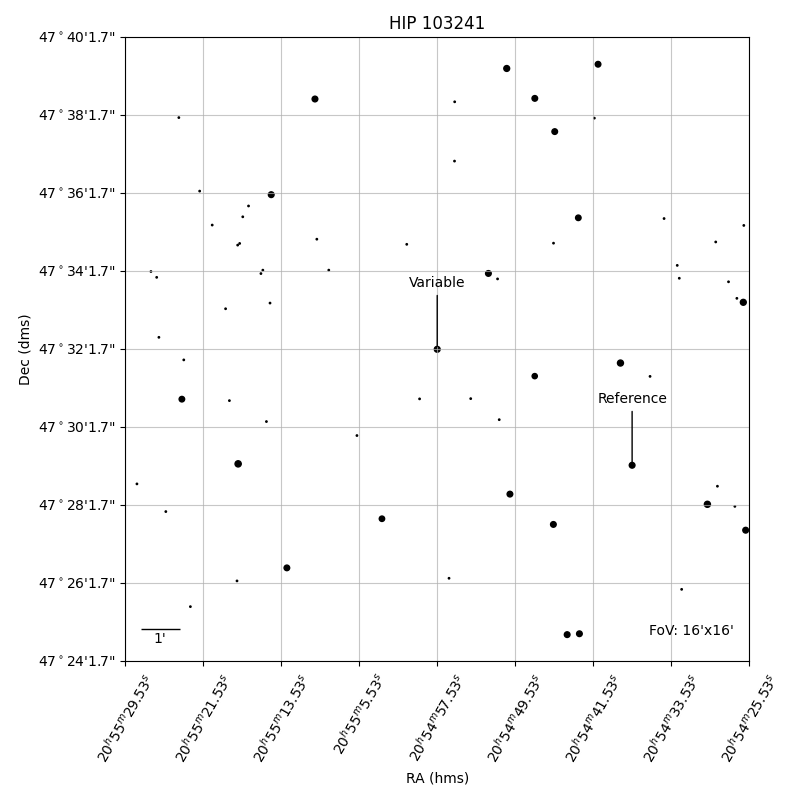 HIP 103241
47°40'1.7"
47°38'1.7"
47°36'1.7"
47°34'1.7"
47°32'1.7"
47°30'1.7"
47°28'1.7"
47°26'1.7"
47°24'1.7"
Dec (dms)
Variable
Reference
1'
FoV: 16'x16'
20h55m29.53s
20h55m21.53s
20h55m13.53s
20h55m5.53s
20h54m57.53s
20h54m49.53s
20h54m41.53s
20h54m33.53s
20h54m25.53s
RA (hms)